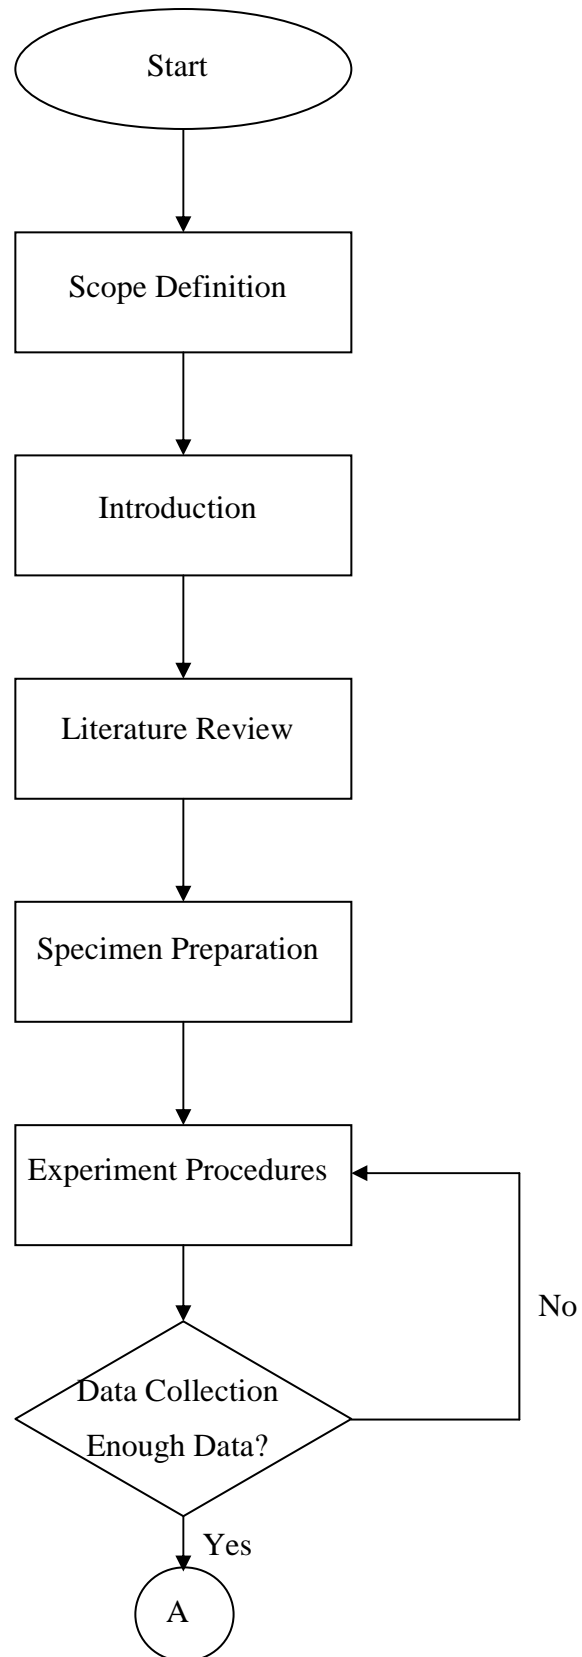 Start
Scope Definition
Introduction
Literature Review
Specimen Preparation
Experiment Procedures
No
Data Collection
Enough Data?
Yes
A